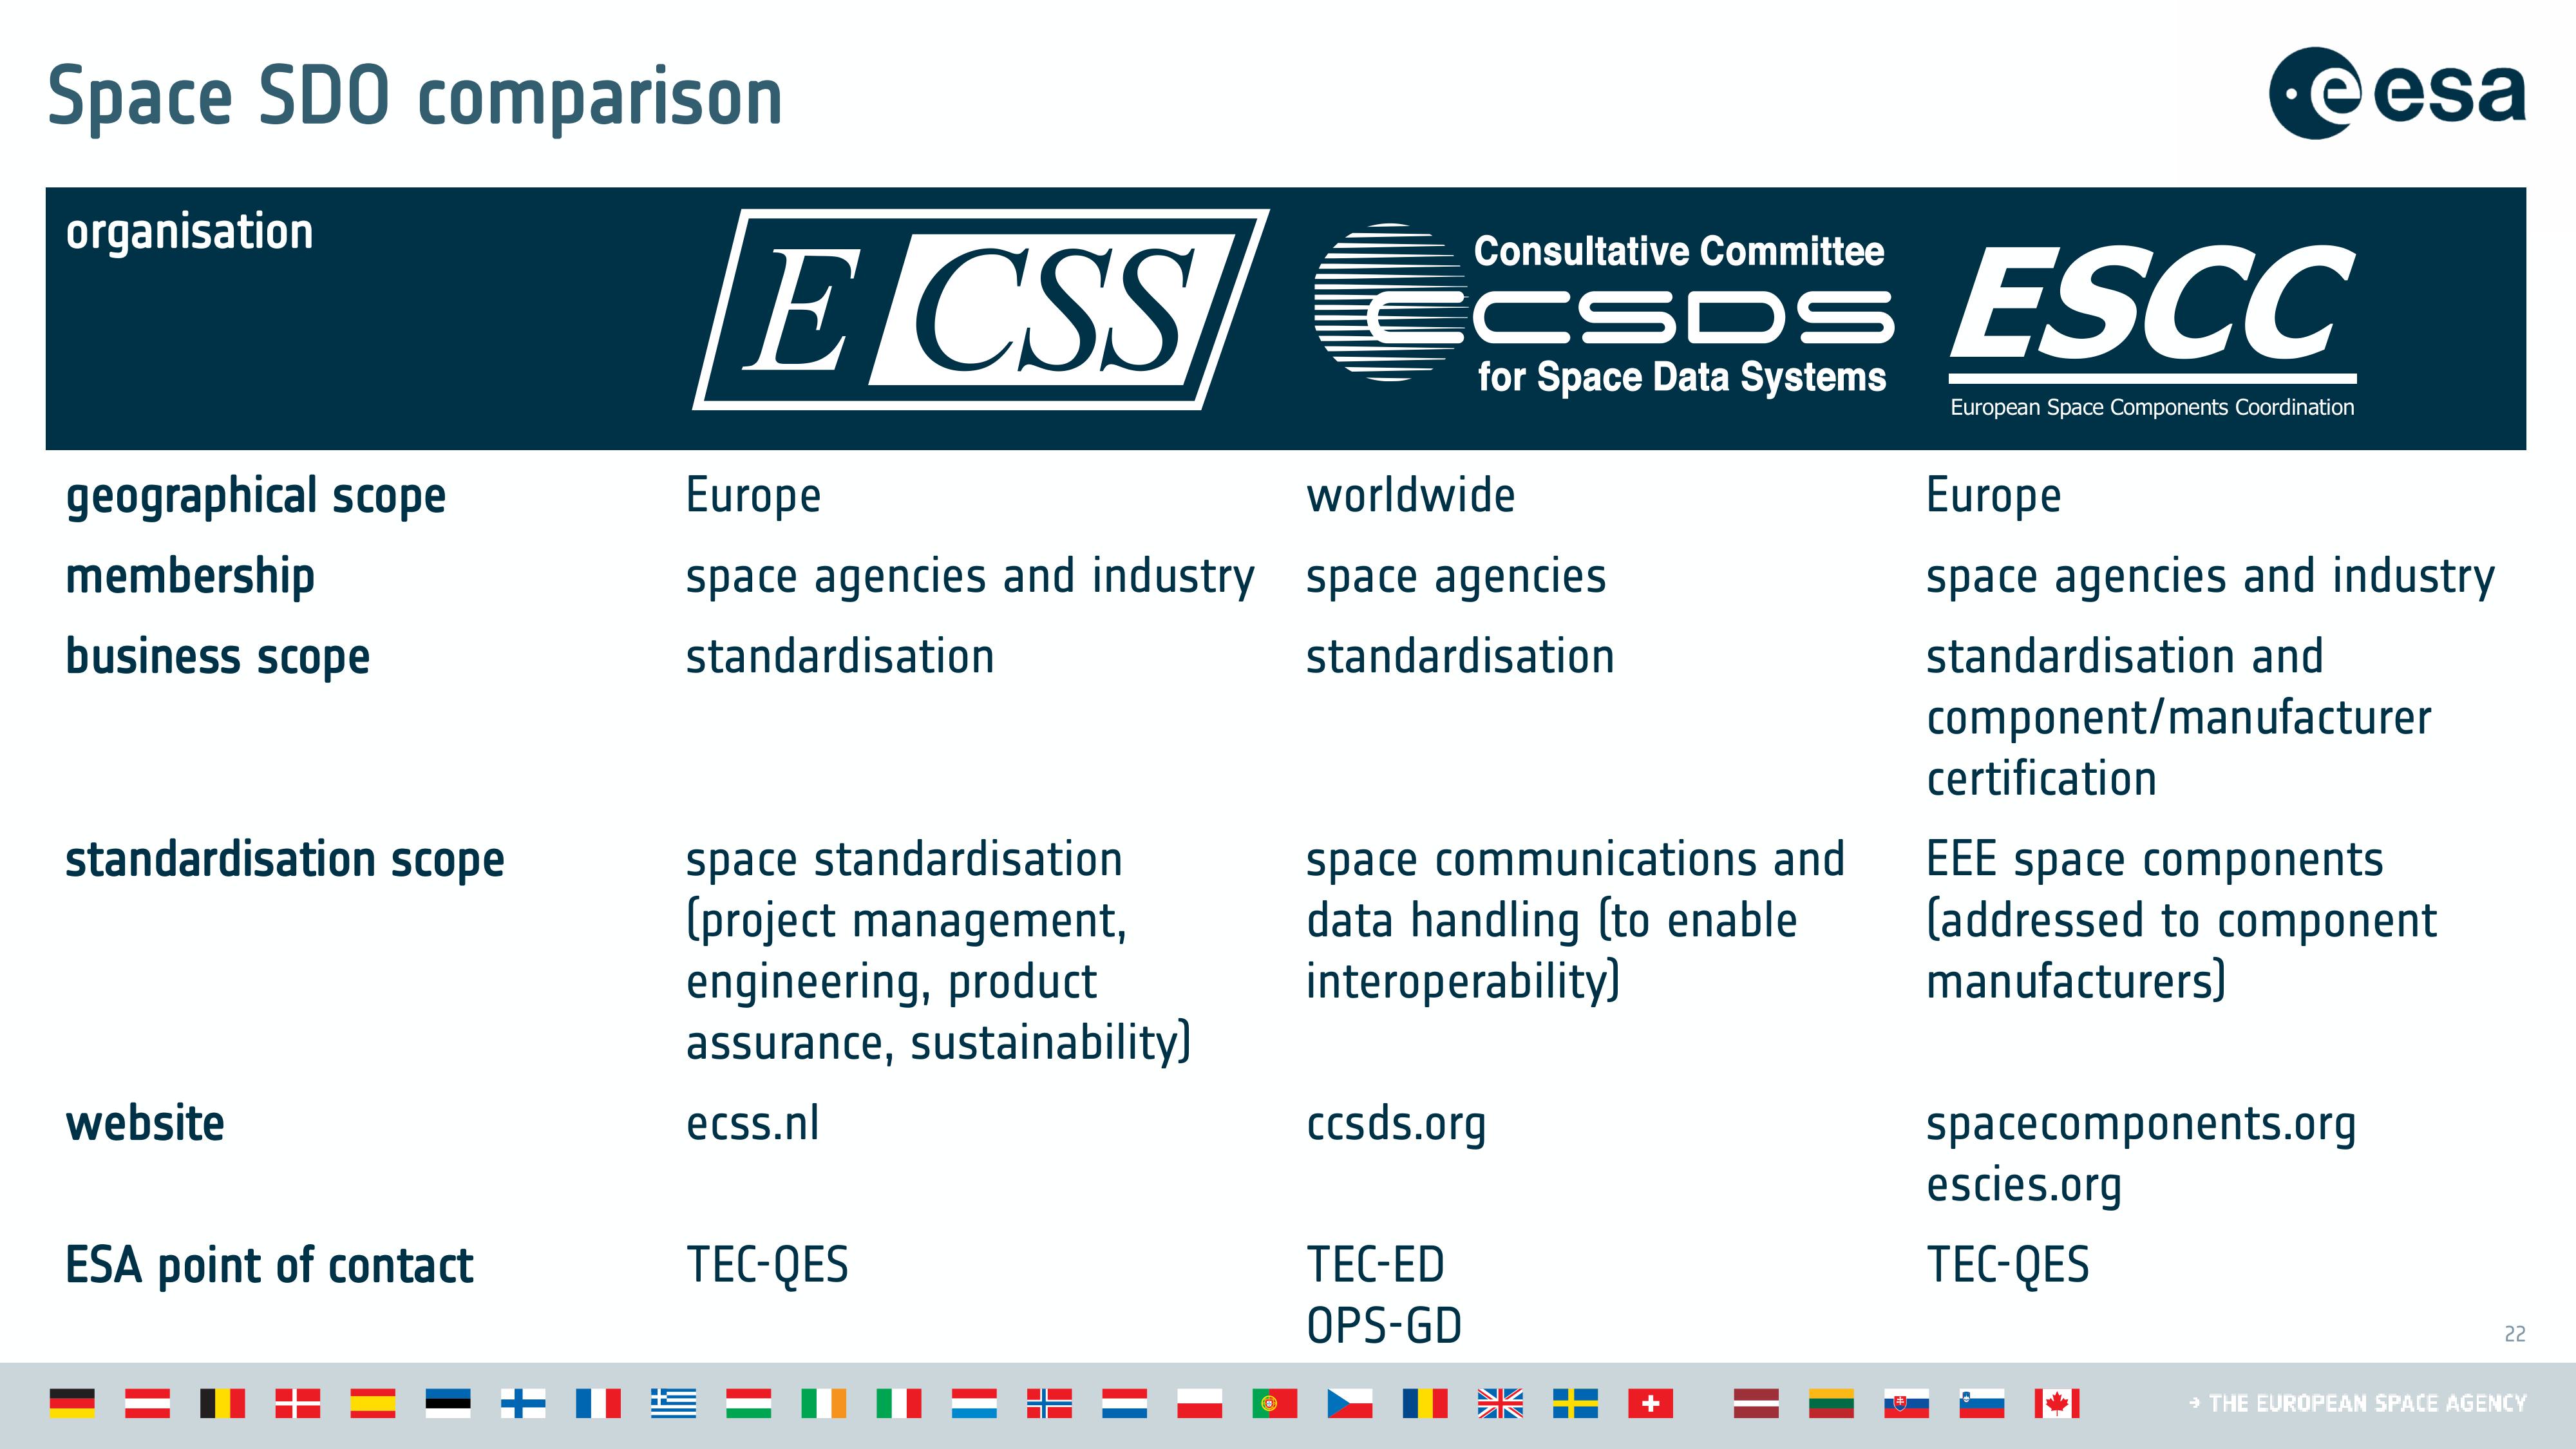 Space SDO comparison
esa
organisation
E CSS
Consultative Committee
CCSDS
for Space Data Systems
ESCC
European Space Components Coordination
geographical scope
Europe
worldwide
Europe
membership
space agencies and industry
space agencies
space agencies and industry
business scope
standardisation
standardisation
standardisation and
component/manufacturer
certification
standardisation scope
space standardisation
(project management,
engineering, product
assurance, sustainability)
space communications and
data handling (to enable
interoperability)
EEE space components
(addressed to component
manufacturers)
website
ecss.nl
ccsds.org
spacecomponents.org
escies.org
ESA point of contact
TEC-QES
TEC-ED
OPS-GD
TEC-QES
22
→ THE EUROPEAN SPACE AGENCY